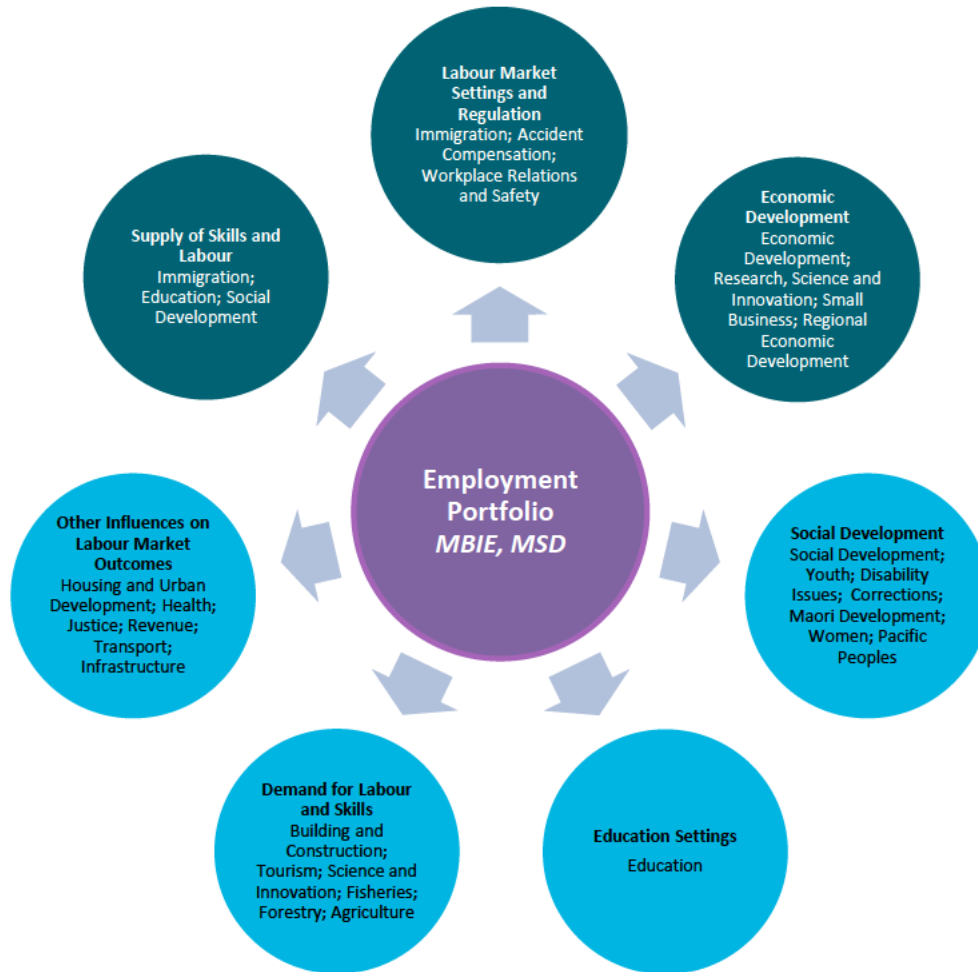 Labour Market
Settings and
Regulation
Immigration; Accident
Compensation;
Workplace Relations
and Safety
Economic
Development
Economic
Development;
Research, Science and
Innovation; Small
Business; Regional
Economic
Development
Supply of Skills and
Labour
Immigration;
Education; Social
Development
Employment
Portfolio
MBIE, MSD
Social Development
Social Development;
Youth; Disability
Issues; Corrections;
Maori Development;
Women; Pacific
Peoples
Other Influences on
Labour Market
Outcomes
Housing and Urban
Development; Health;
Justice; Revenue;
Transport;
Infrastructure
Demand for Labour
and Skills
Building and
Construction;
Tourism; Science and
Innovation; Fisheries;
Forestry; Agriculture
Education Settings
Education